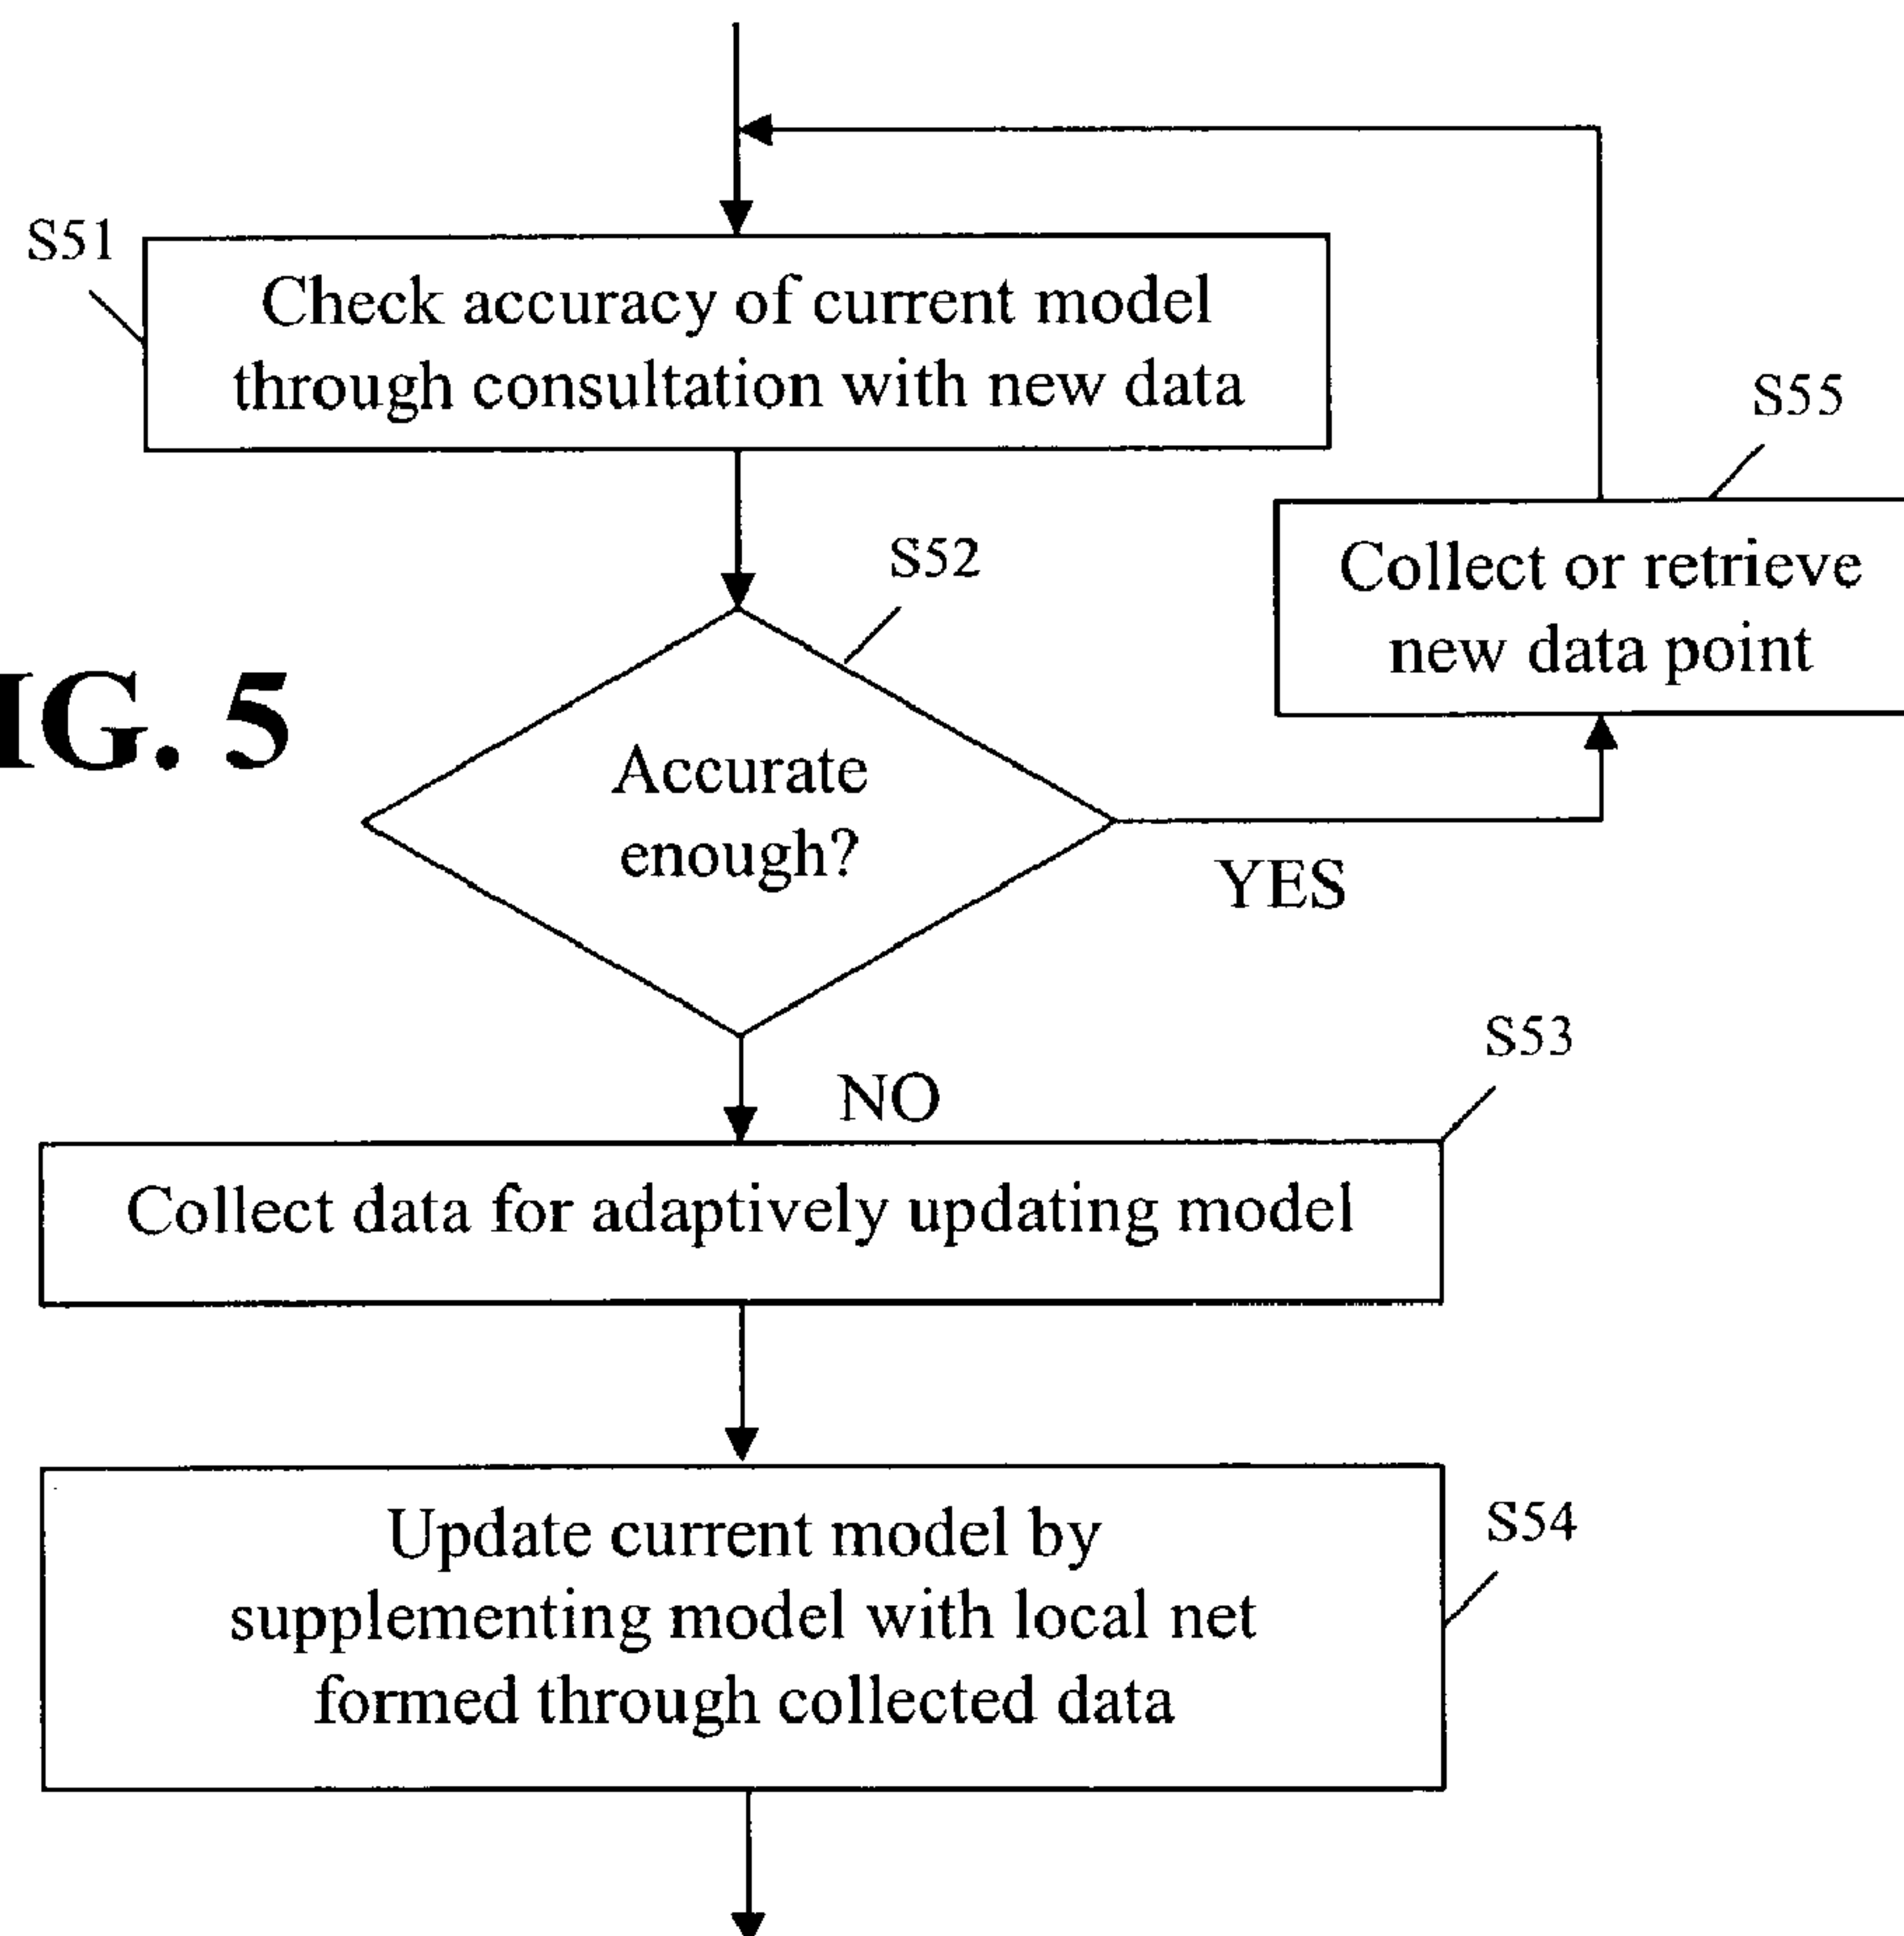 S51
Check accuracy of current model
through consultation with new data
S55
Collect or retrieve
new data point
S52
IG. 5
Accurate
enough?
YES
NO
S53
Collect data for adaptively updating model
S54
Update current model by
supplementing model with local net
formed through collected data